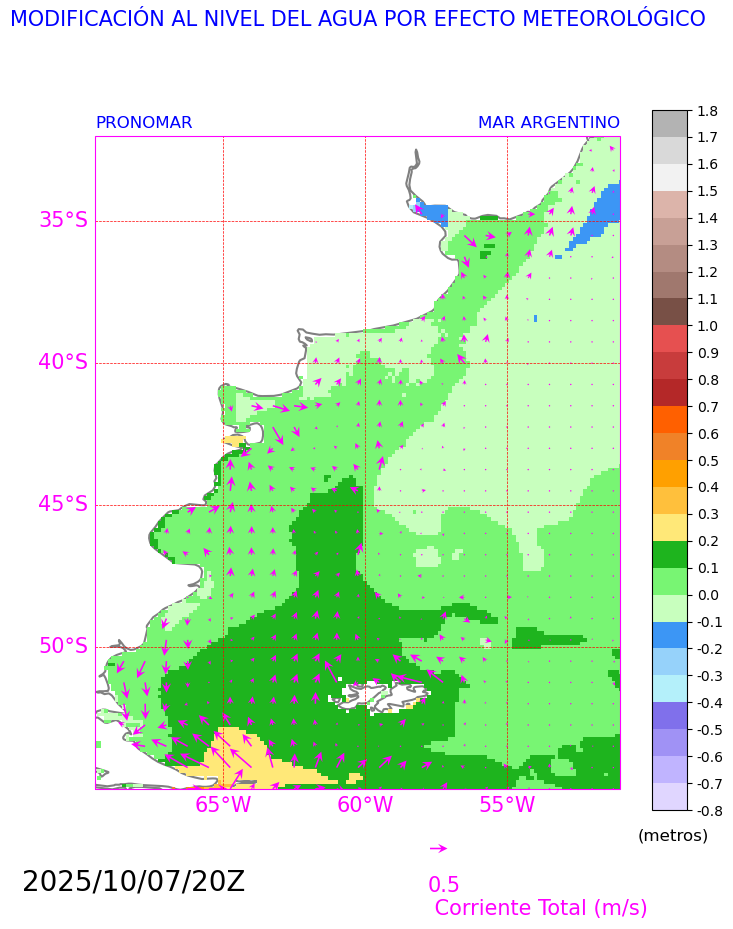 MODIFICACIÓN AL NIVEL DEL AGUA POR EFECTO METEOROLÓGICO
PRONOMAR
MAR ARGENTINO
35°S
40°S
45°S
50°S
65°W
60°W
55°W
1.8
1.7
1.6
1.5
1.4
1.3
1.2
1.1
1.0
0.9
0.8
0.7
0.6
0.5
0.4
0.3
0.2
0.1
0.0
-0.1
-0.2
-0.3
-0.4
-0.5
-0.6
-0.7
-0.8
(metros)
2025/10/07/20Z
0.5
Corriente Total (m/s)